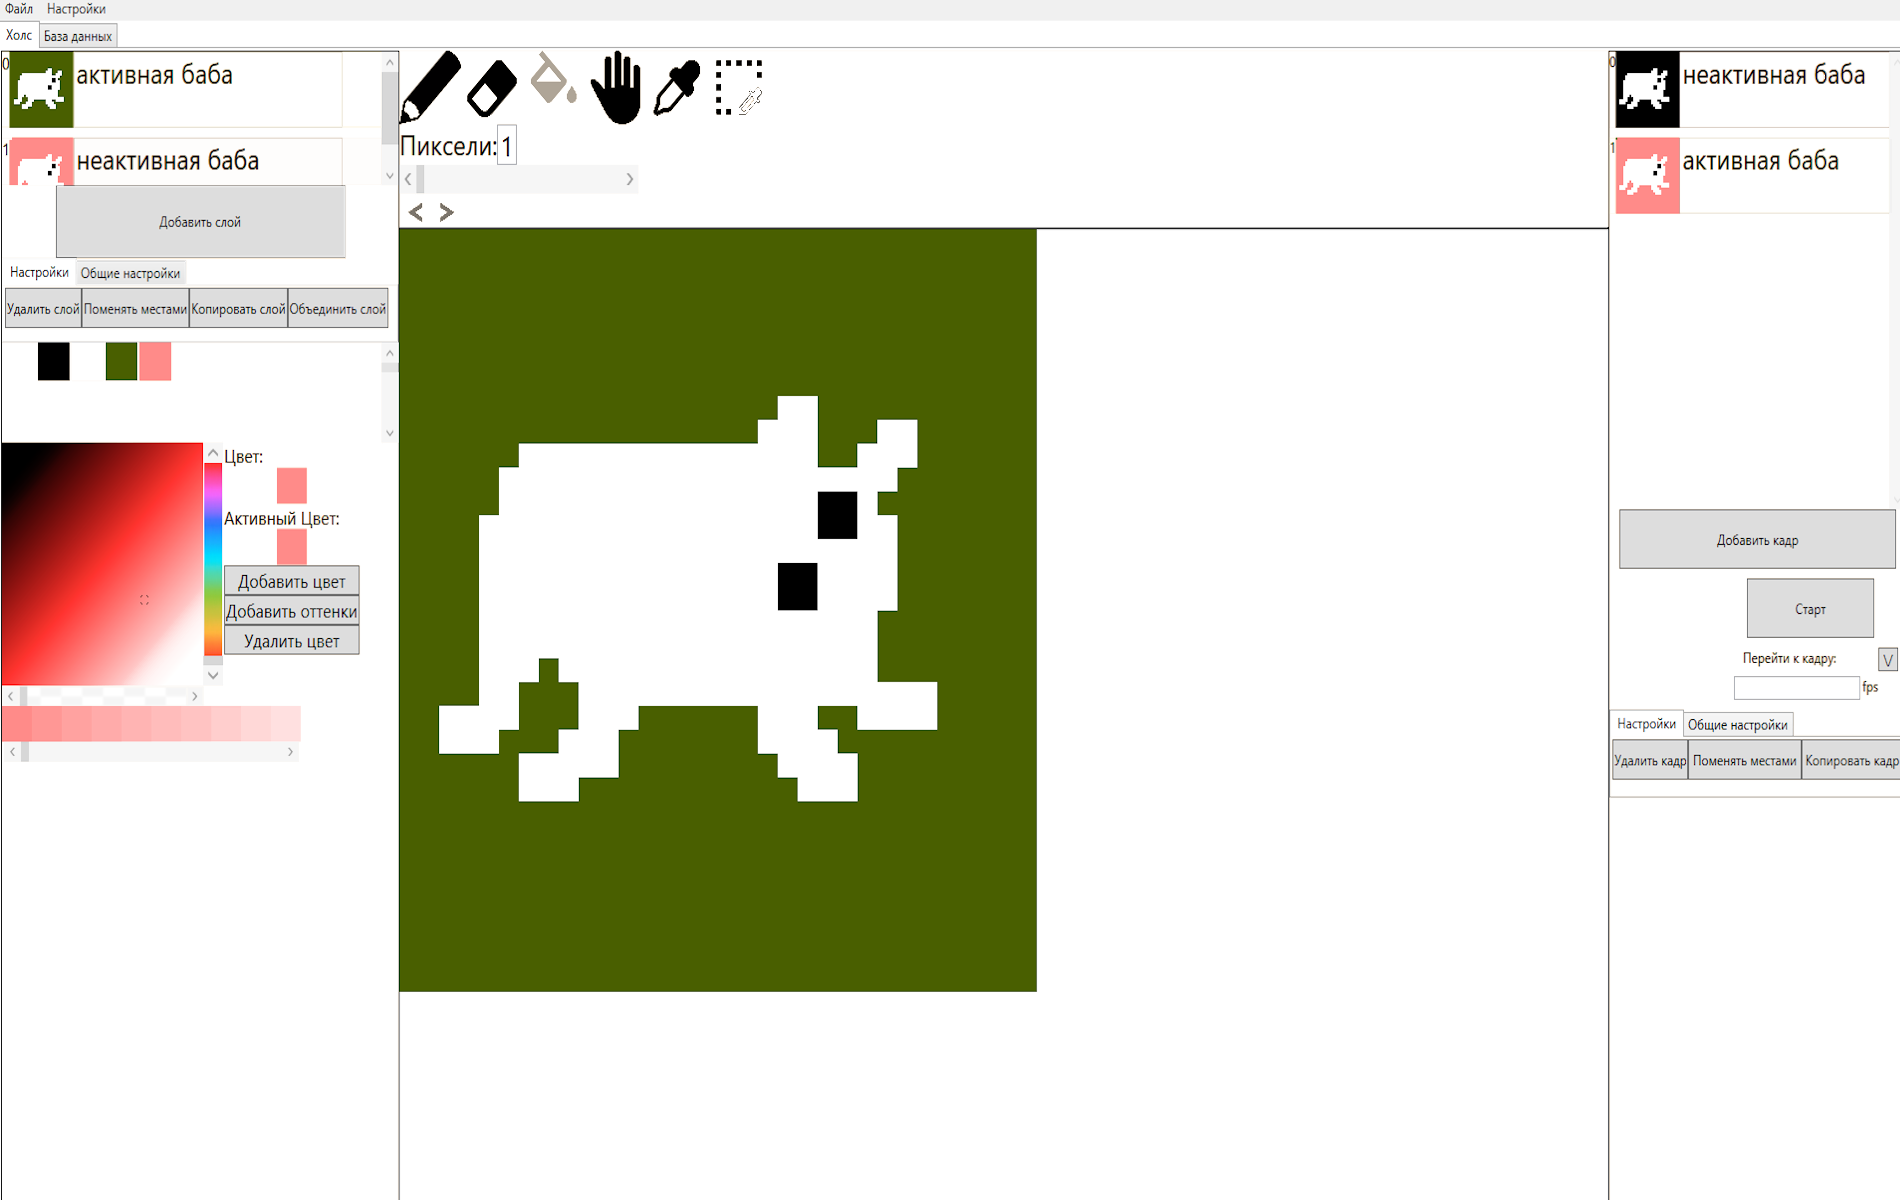 Файл Настройки
Холс База данных
0 активная баба
1 неактивная баба
Добавить слой
Настройки Общие настройки
Удалить слой Поменять местами Копировать слой Объединить слой
Цвет:
Активный Цвет:
Добавить цвет
Добавить оттенки
Удалить цвет
Пиксели: 1
< >
0 неактивная баба
1 активная баба
Добавить кадр
Старт
Перейти к кадру: \/
fps
Настройки Общие настройки
Удалить кадр Поменять местами Копировать кадр